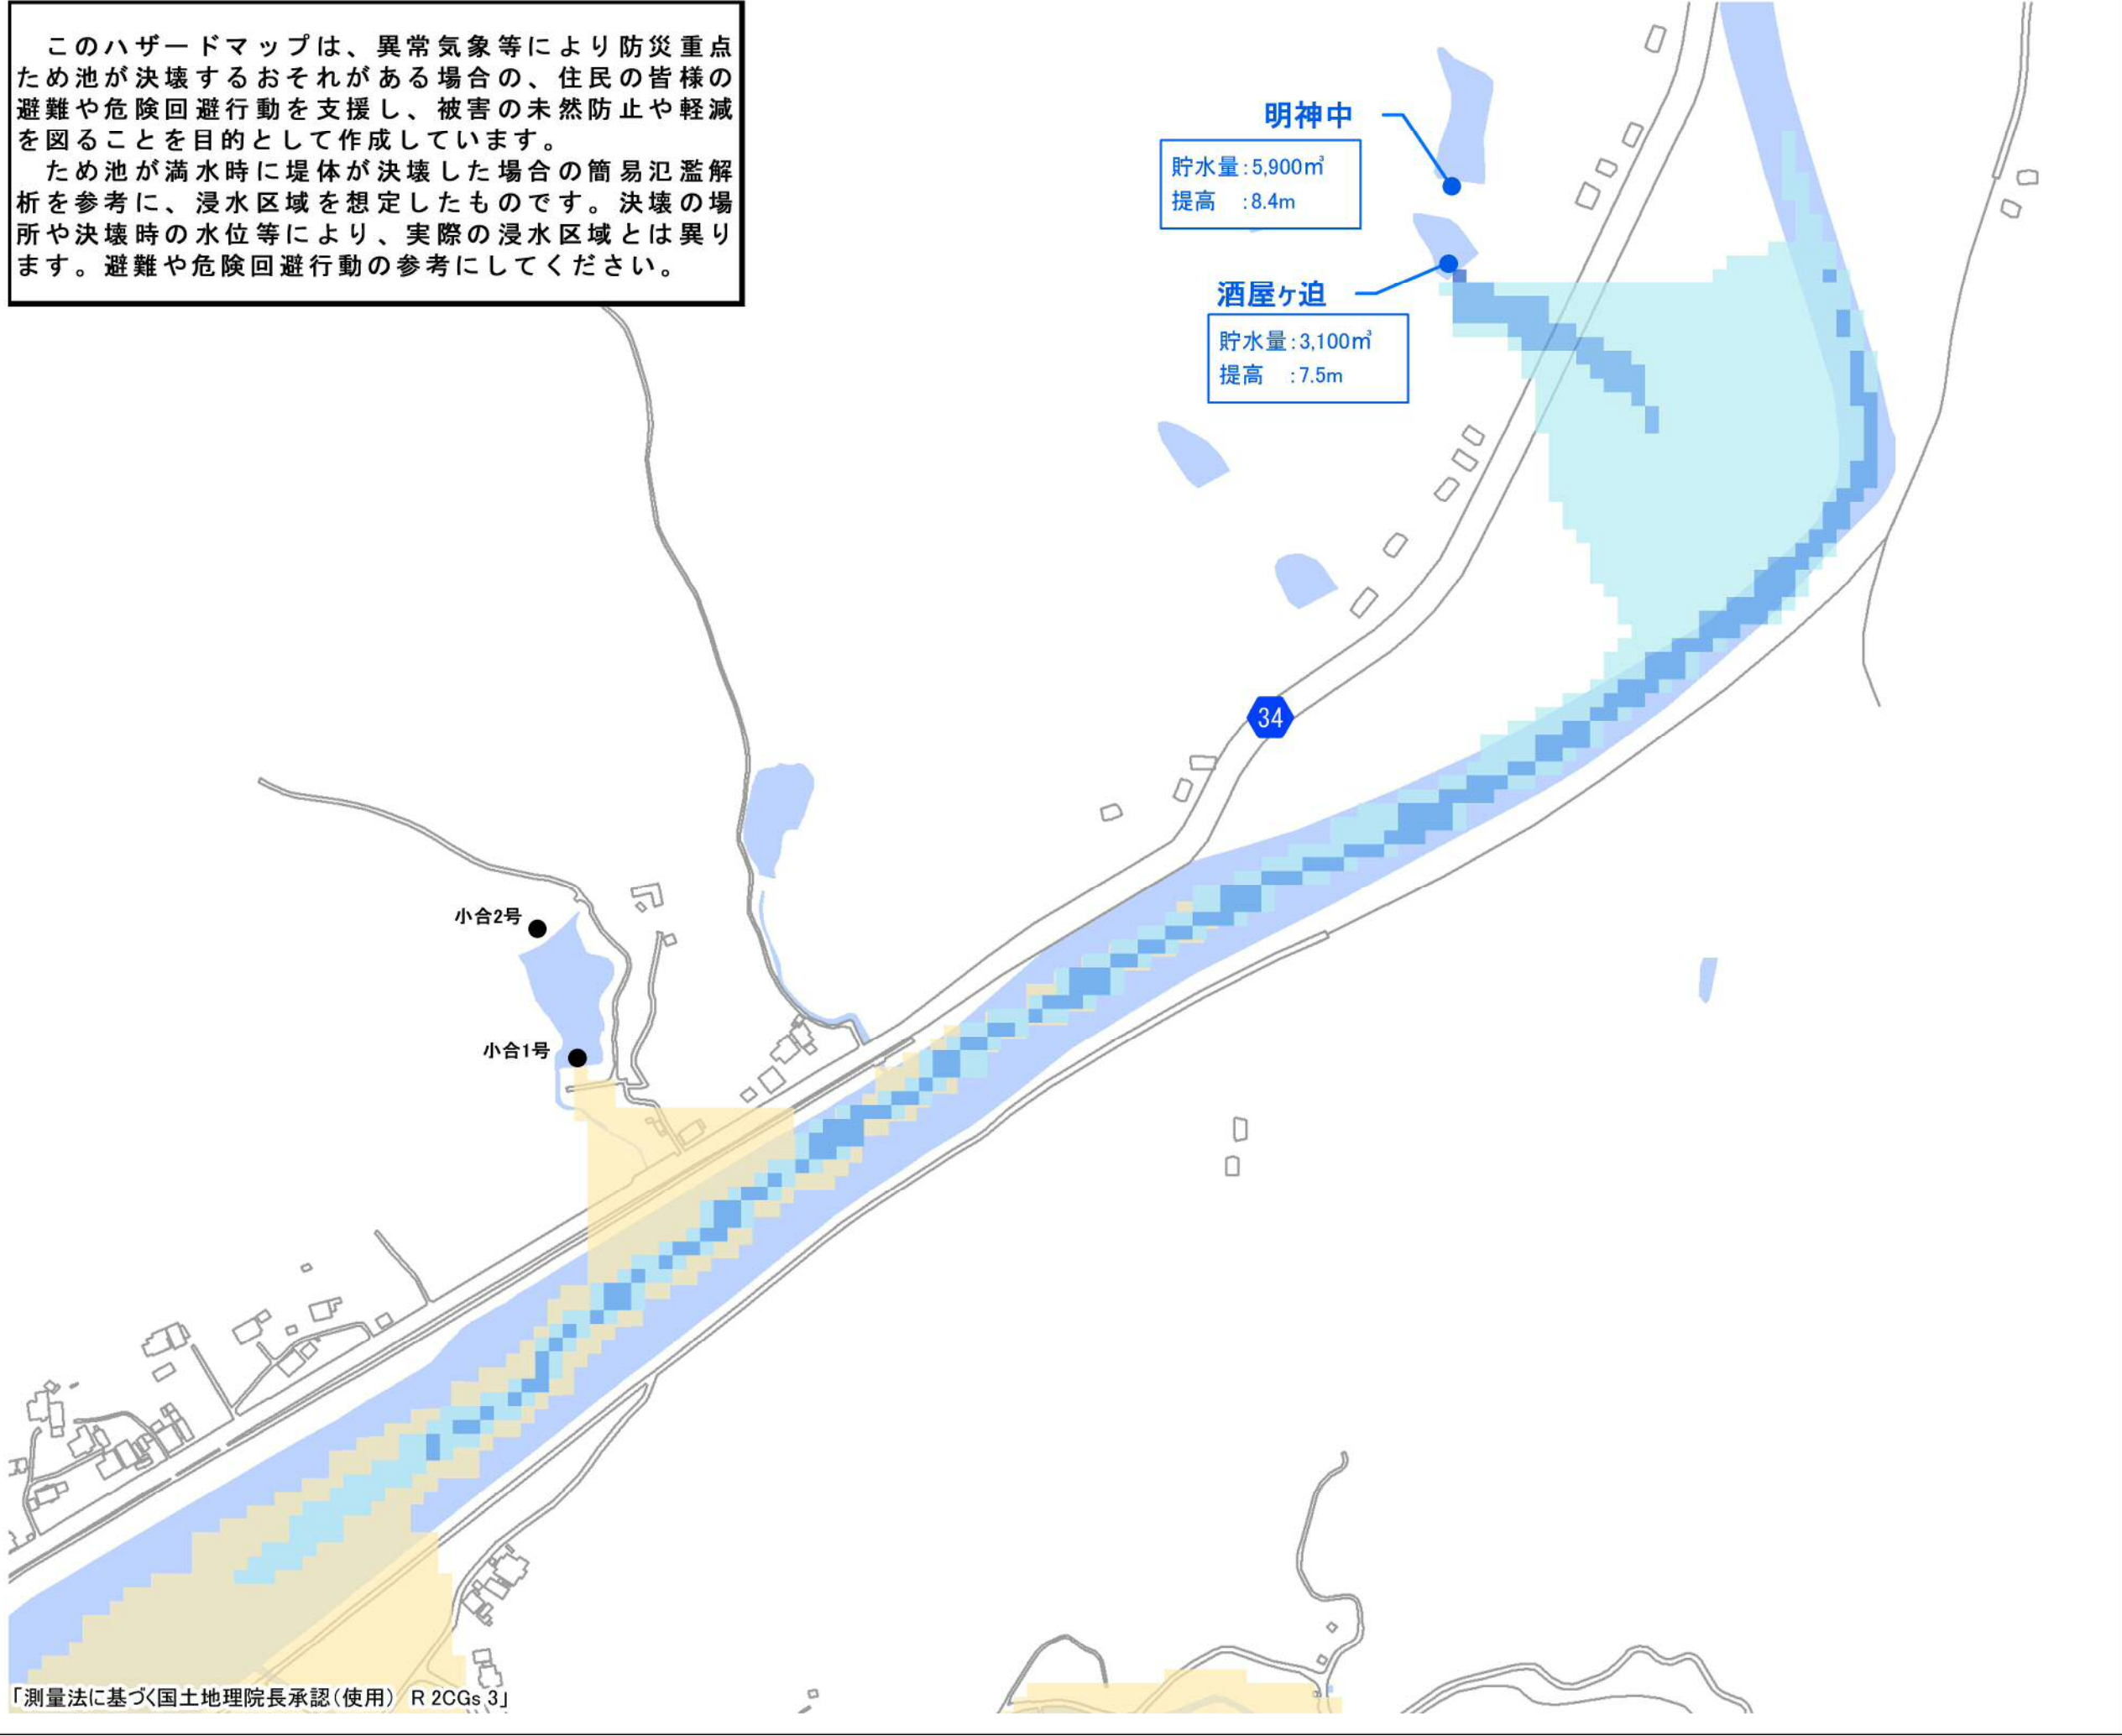 このハザードマップは、異常気象等により防災重点
ため池が決壊するおそれがある場合の、住民の皆様の
避難や危険回避行動を支援し、被害の未然防止や軽減
を図ることを目的として作成しています。
ため池が満水時に堤体が決壊した場合の簡易氾濫解
析を参考に、浸水区域を想定したものです。決壊の場
所や決壊時の水位等により、実際の浸水区域とは異り
ます。避難や危険回避行動の参考にしてください。
明神中
貯水量:5,900㎥
提高 :8.4m
酒屋ヶ迫
貯水量:3,100㎥
提高 :7.5m
34
小合2号
小合1号
「測量法に基づく国土地理院長承認(使用) R 2CGs 3」